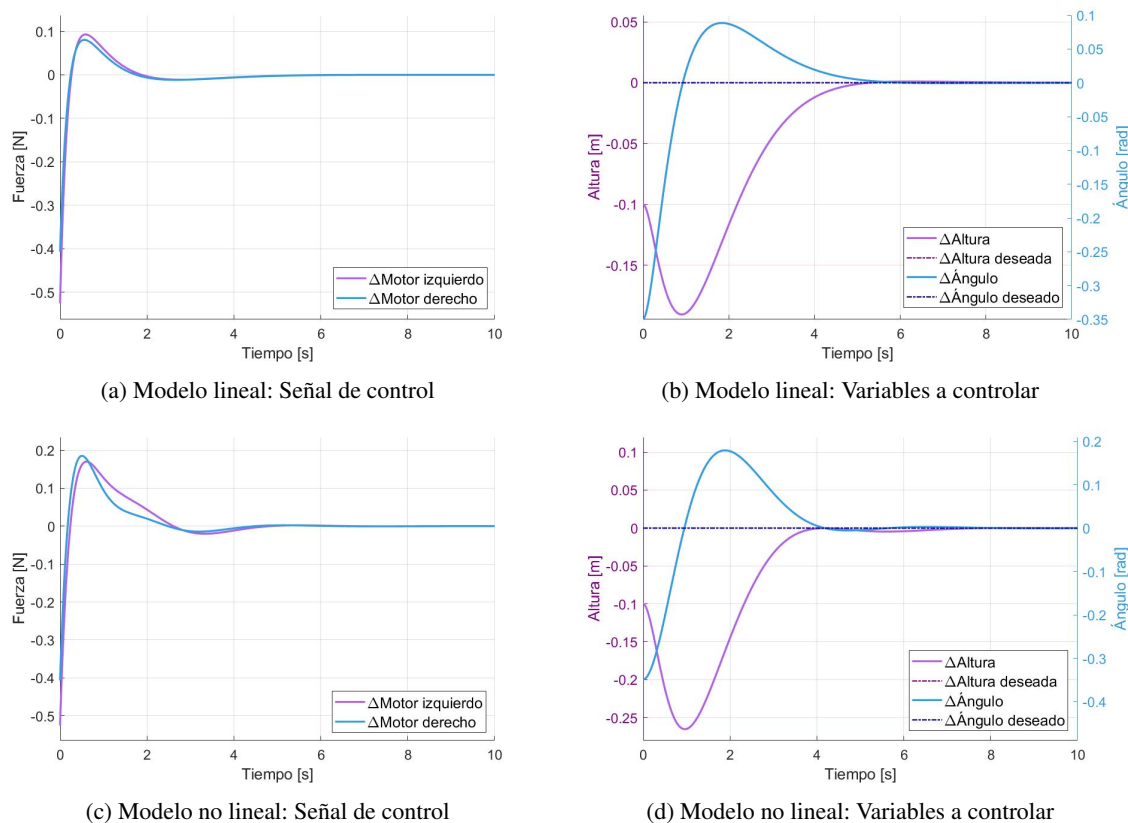 0.1
0
-0.1
-0.2
-0.3
-0.4
-0.5
Fuerza [N]
0 2 4 6 8 10
Tiempo [s]
ΔMotor izquierdo
ΔMotor derecho
(a) Modelo lineal: Señal de control
0.05
0
-0.05
-0.1
-0.15
Altura [m]
0.1
0.05
0
-0.05
-0.1
-0.15
-0.2
-0.25
-0.3
-0.35
Ángulo [rad]
0 2 4 6 8 10
Tiempo [s]
ΔAltura
ΔAltura deseada
ΔÁngulo
ΔÁngulo deseado
(b) Modelo lineal: Variables a controlar
0.2
0.1
0
-0.1
-0.2
-0.3
-0.4
-0.5
Fuerza [N]
0 2 4 6 8 10
Tiempo [s]
ΔMotor izquierdo
ΔMotor derecho
(c) Modelo no lineal: Señal de control
0.1
0.05
0
-0.05
-0.1
-0.15
-0.2
-0.25
Altura [m]
0.2
0.1
0
-0.1
-0.2
-0.3
-0.4
Ángulo [rad]
0 2 4 6 8 10
Tiempo [s]
ΔAltura
ΔAltura deseada
ΔÁngulo
ΔÁngulo deseado
(d) Modelo no lineal: Variables a controlar